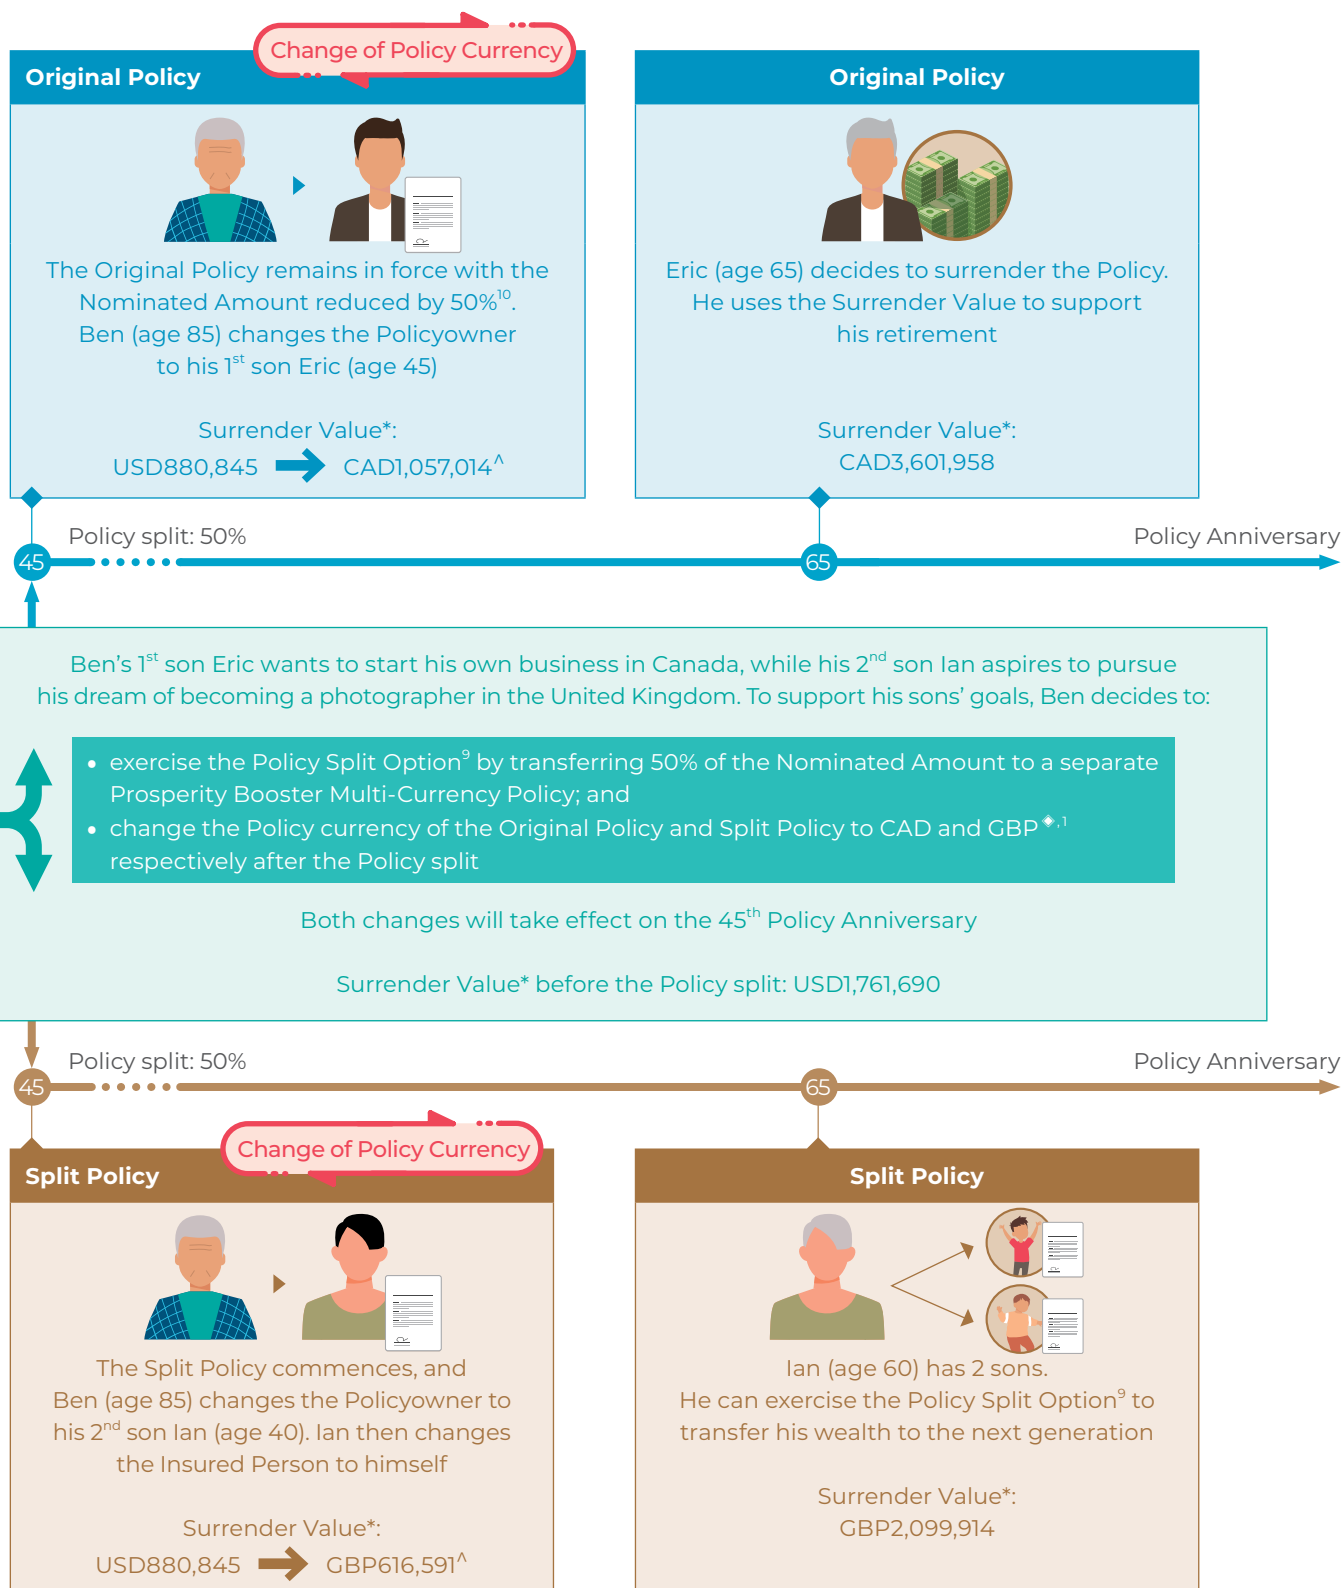 Change of Policy Currency
Original Policy
The Original Policy remains in force with the
Nominated Amount reduced by 50%10.
Ben (age 85) changes the Policyowner
to his 1st son Eric (age 45)
Surrender Value*:
USD880,845 CAD1,057,014^
Original Policy
Eric (age 65) decides to surrender the Policy.
He uses the Surrender Value to support
his retirement
Surrender Value*:
CAD3,601,958
Policy split: 50%
Policy Anniversary
45
65
Ben's 1st son Eric wants to start his own business in Canada, while his 2nd son Ian aspires to pursue
his dream of becoming a photographer in the United Kingdom. To support his sons' goals, Ben decides to:
• exercise the Policy Split Option9 by transferring 50% of the Nominated Amount to a separate
Prosperity Booster Multi-Currency Policy; and
• change the Policy currency of the Original Policy and Split Policy to CAD and GBP◈,1
respectively after the Policy split
Both changes will take effect on the 45th Policy Anniversary
Surrender Value* before the Policy split: USD1,761,690
Policy split: 50%
Policy Anniversary
45
65
Change of Policy Currency
Split Policy
The Split Policy commences, and
Ben (age 85) changes the Policyowner to
his 2nd son Ian (age 40). Ian then changes
the Insured Person to himself
Surrender Value*:
USD880,845 GBP616,591^
Split Policy
Ian (age 60) has 2 sons.
He can exercise the Policy Split Option9 to
transfer his wealth to the next generation
Surrender Value*:
GBP2,099,914